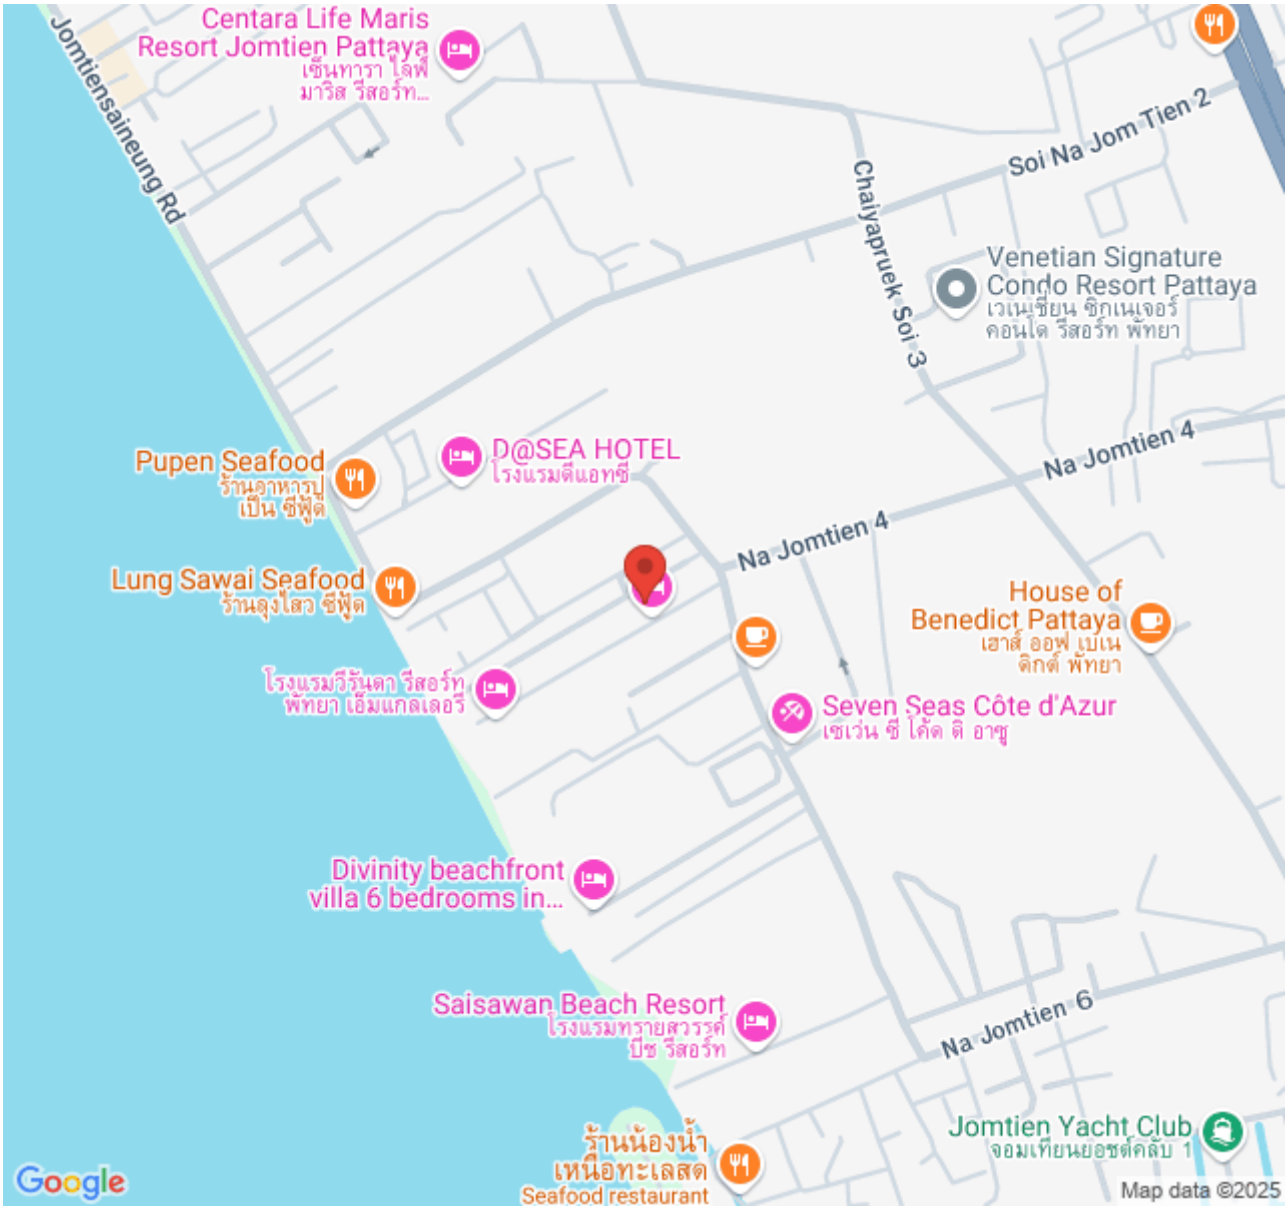 Centara Life Maris
Resort Jomtien Pattaya
เซ็นทารา ไลฟ์
มาริส รีสอร์ท...
Jomtiensaineung Rd
Soi Na Jom Tien 2
Chaiyapruek Soi 3
Venetian Signature
Condo Resort Pattaya
เวเนเชี่ยน ซิกเนเจอร์
คอนโด รีสอร์ท พัทยา
D@SEA HOTEL
โรงแรมดีแอทซี
Pupen Seafood
ร้านอาหารปู
เป็น ซีฟู้ด
Na Jomtien 4
Na Jomtien 4
Lung Sawai Seafood
ร้านลุงไสว ซีฟู้ด
House of
Benedict Pattaya
เฮาส์ ออฟ เบเน
ดิกต์ พัทยา
โรงแรมวีรันดา รีสอร์ท
พัทยา เอ็มแกลเลอรี
Seven Seas Côte d'Azur
เซเว่น ซี โค้ด ดิ อาซู
Divinity beachfront
villa 6 bedrooms in...
Saisawan Beach Resort
โรงแรมทรายสวรรค์
บีช รีสอร์ท
Na Jomtien 6
Jomtien Yacht Club
จอมเทียนยอชต์คลับ 1
ร้านน้องน้ำ
เหนือทะเลสด
Seafood restaurant
Google
Map data ©2025